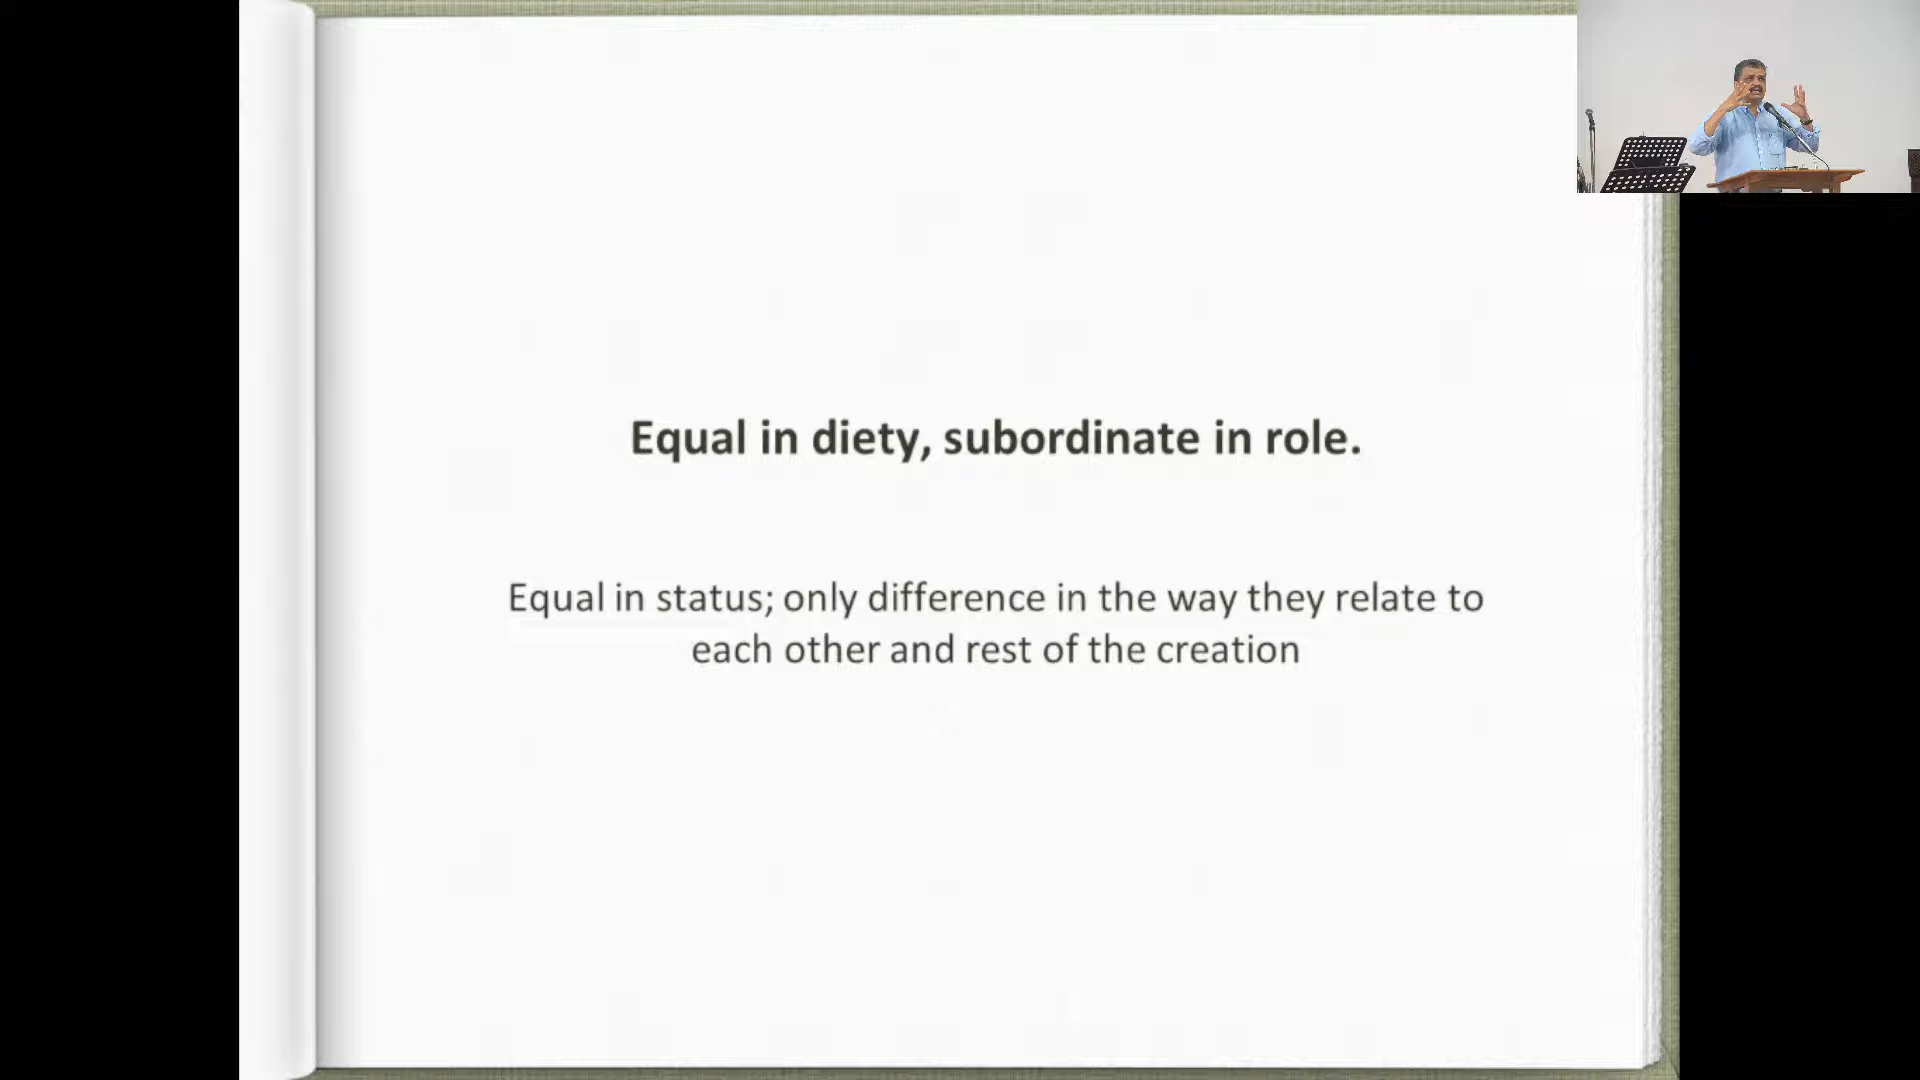 Equal in diety, subordinate in role.
Equal in status; only difference in the way they relate to
each other and rest of the creation